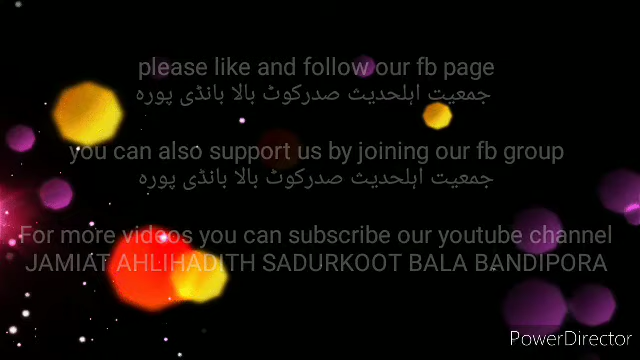 please like and follow our fb page
جمعیت اہلحدیث صدرکوٹ بالا بانڈی پورہ
you can also support us by joining our fb group
جمعیت اہلحدیث صدرکوٹ بالا بانڈی پورہ
For more videos you can subscribe our youtube channel
JAMIAT AHLIHADITH SADURKOOT BALA BANDIPORA
PowerDirector